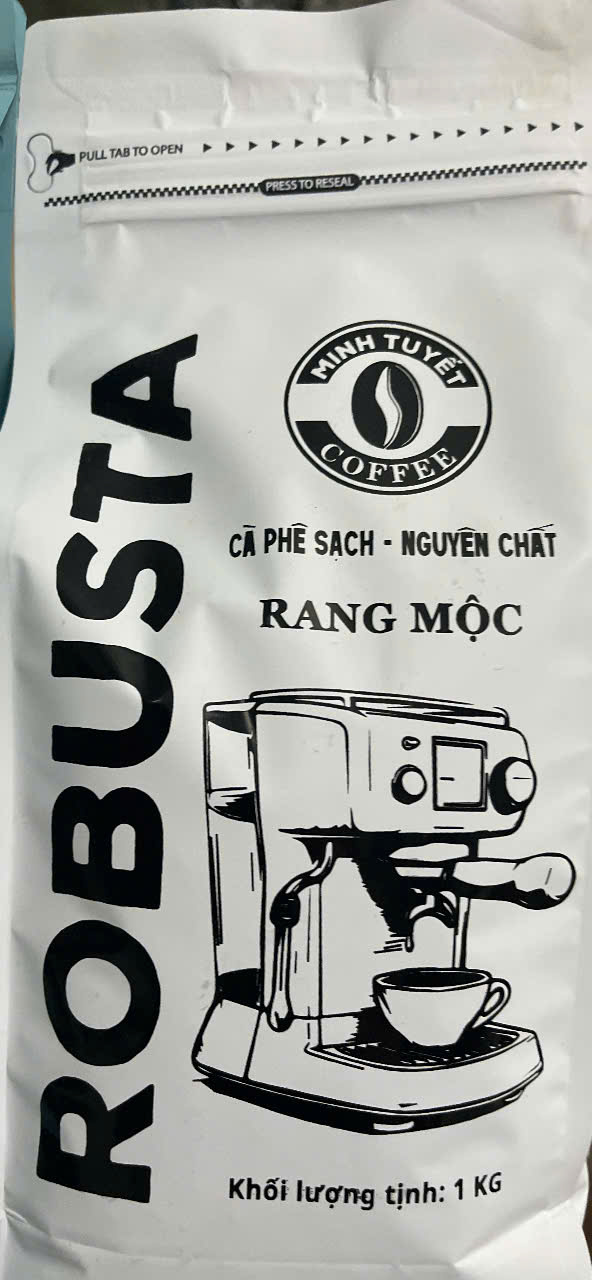 PULL TAB TO OPEN
PRESS TO RESEAL
MINH TUYẾT
COFFEE
CÀ PHÊ SẠCH - NGUYÊN CHẤT
RANG MỘC
ROBUSTA
Khối lượng tịnh: 1 KG